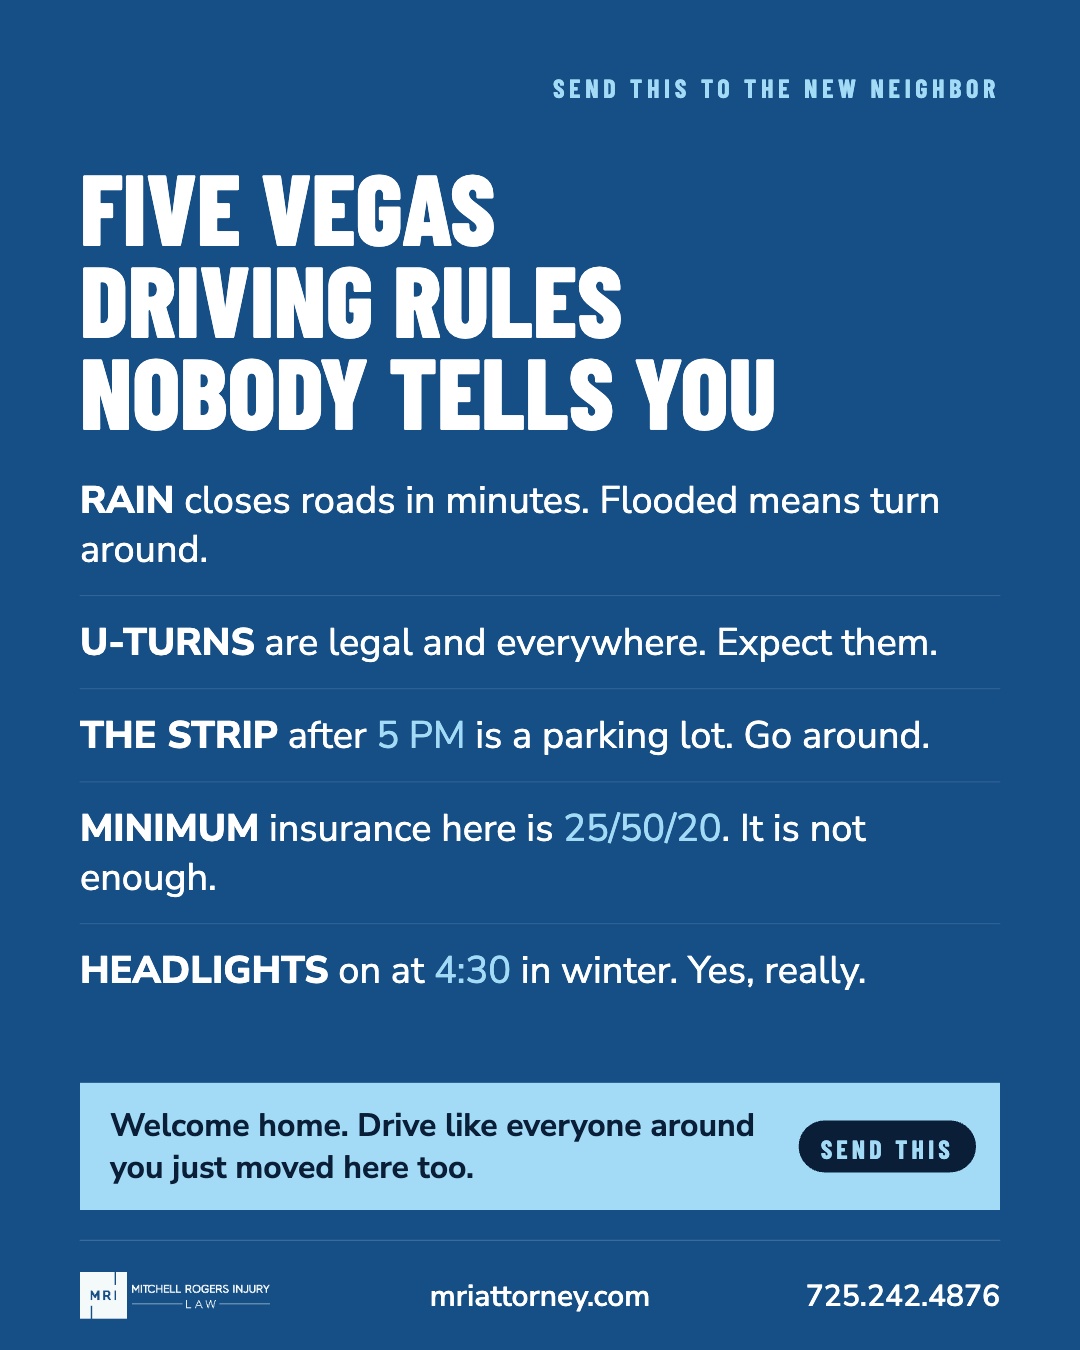 SEND THIS TO THE NEW NEIGHBOR
FIVE VEGAS
DRIVING RULES
NOBODY TELLS YOU
RAIN closes roads in minutes. Flooded means turn
around.
U-TURNS are legal and everywhere. Expect them.
THE STRIP after 5 PM is a parking lot. Go around.
MINIMUM insurance here is 25/50/20. It is not
enough.
HEADLIGHTS on at 4:30 in winter. Yes, really.
Welcome home. Drive like everyone around
you just moved here too.
SEND THIS
MRI
MITCHELL ROGERS INJURY
LAW
mriattorney.com
725.242.4876